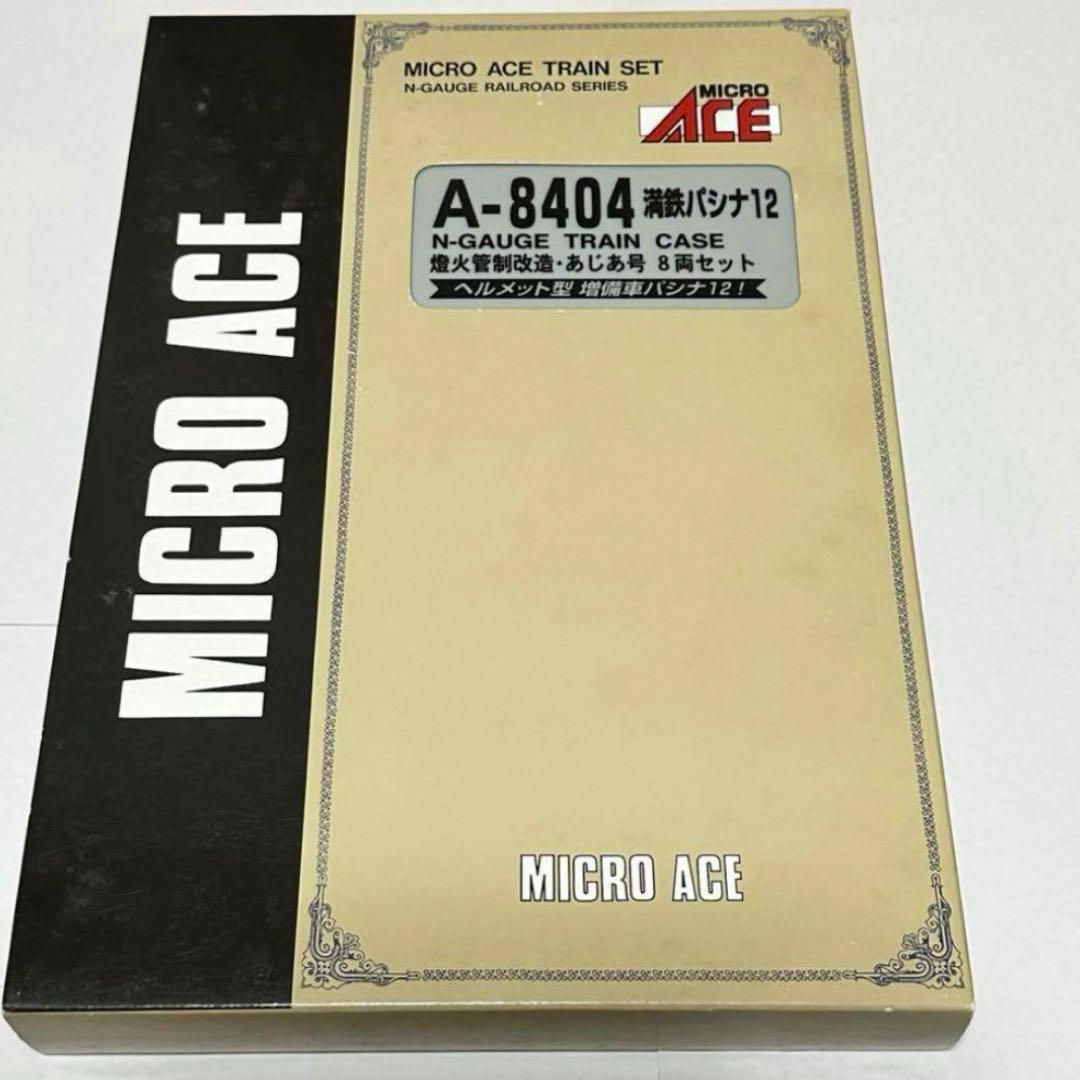 MICRO ACE TRAIN SET
N-GAUGE RAILROAD SERIES
MICRO
ACE
A-8404 満鉄パシナ12
N-GAUGE TRAIN CASE
燈火管制改造・あじあ号 8両セット
ヘルメット型 増備車パシナ12!
MICRO ACE
MICRO ACE